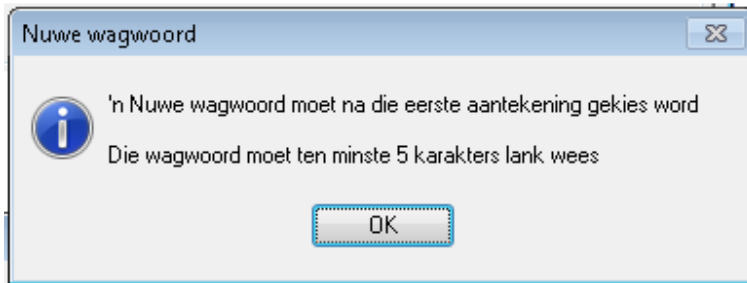 Nuwe wagwoord
'n Nuwe wagwoord moet na die eerste aantekening gekies word
Die wagwoord moet ten minste 5 karakters lank wees
OK